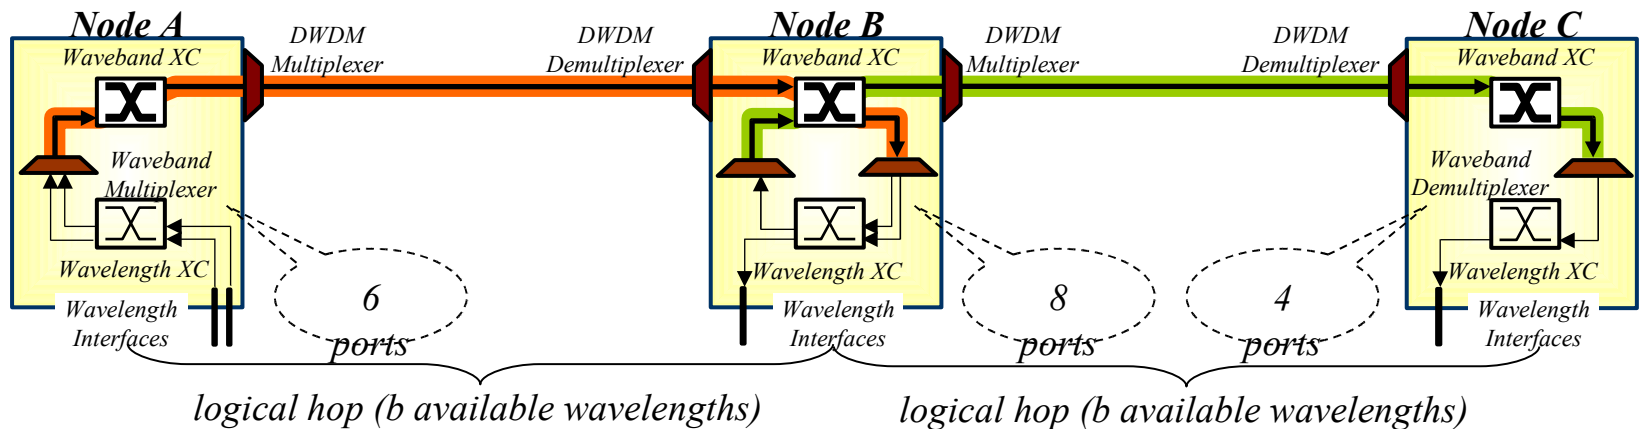 Node A
Node B
Node C
Waveband XC
DWDM
Multiplexer
DWDM
Demultiplexer
Waveband XC
DWDM
Multiplexer
DWDM
Demultiplexer
Waveband XC
Waveband
Multiplexer
Waveband
Demultiplexer
Wavelength XC
Wavelength XC
Wavelength XC
Wavelength
Interfaces
6
ports
Wavelength
Interfaces
8
ports
4
ports
Wavelength
Interfaces
logical hop (b available wavelengths)
logical hop (b available wavelengths)